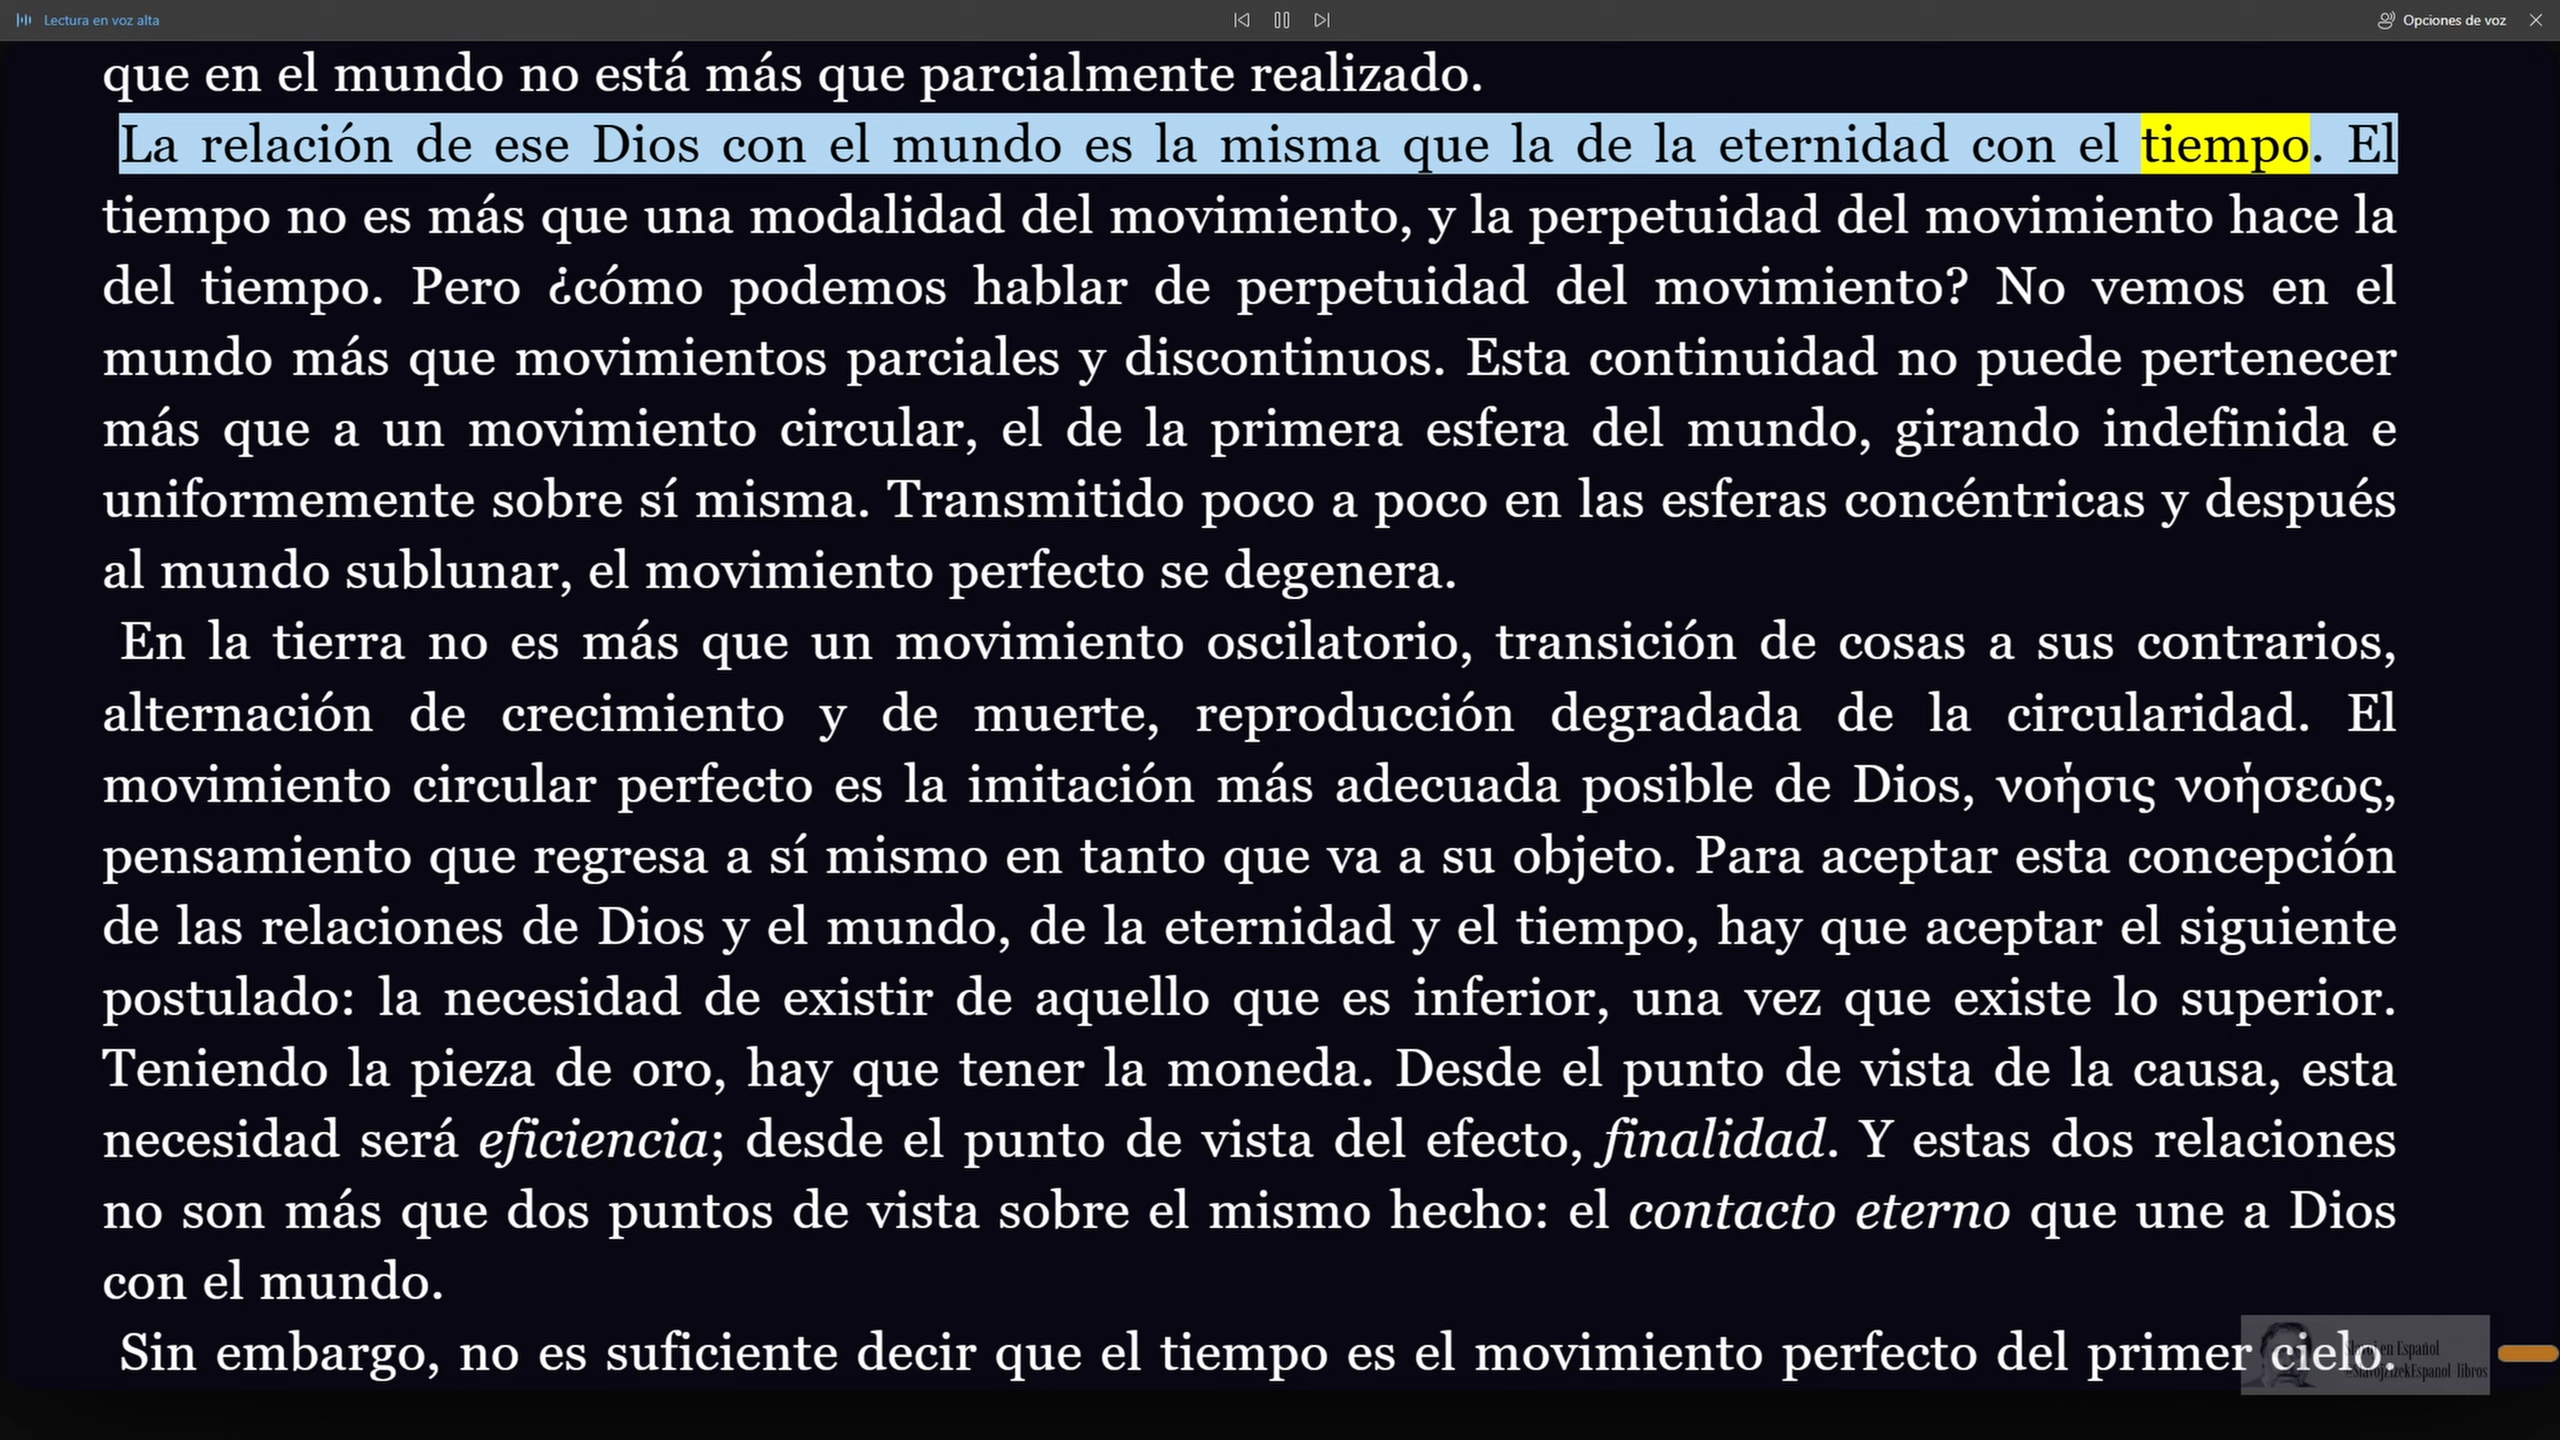 Lectura en voz alta
Opciones de voz
que en el mundo no está más que parcialmente realizado.
La relación de ese Dios con el mundo es la misma que la de la eternidad con el tiempo. El
tiempo no es más que una modalidad del movimiento, y la perpetuidad del movimiento hace la
del tiempo. Pero ¿cómo podemos hablar de perpetuidad del movimiento? No vemos en el
mundo más que movimientos parciales y discontinuos. Esta continuidad no puede pertenecer
más que a un movimiento circular, el de la primera esfera del mundo, girando indefinida e
uniformemente sobre sí misma. Transmitido poco a poco en las esferas concéntricas y después
al mundo sublunar, el movimiento perfecto se degenera.
En la tierra no es más que un movimiento oscilatorio, transición de cosas a sus contrarios,
alternación de crecimiento y de muerte, reproducción degradada de la circularidad. El
movimiento circular perfecto es la imitación más adecuada posible de Dios, νοήσις νοήσεως,
pensamiento que regresa a sí mismo en tanto que va a su objeto. Para aceptar esta concepción
de las relaciones de Dios y el mundo, de la eternidad y el tiempo, hay que aceptar el siguiente
postulado: la necesidad de existir de aquello que es inferior, una vez que existe lo superior.
Teniendo la pieza de oro, hay que tener la moneda. Desde el punto de vista de la causa, esta
necesidad será eficiencia; desde el punto de vista del efecto, finalidad. Y estas dos relaciones
no son más que dos puntos de vista sobre el mismo hecho: el contacto eterno que une a Dios
con el mundo.
Sin embargo, no es suficiente decir que el tiempo es el movimiento perfecto del primer cielo.
en Español